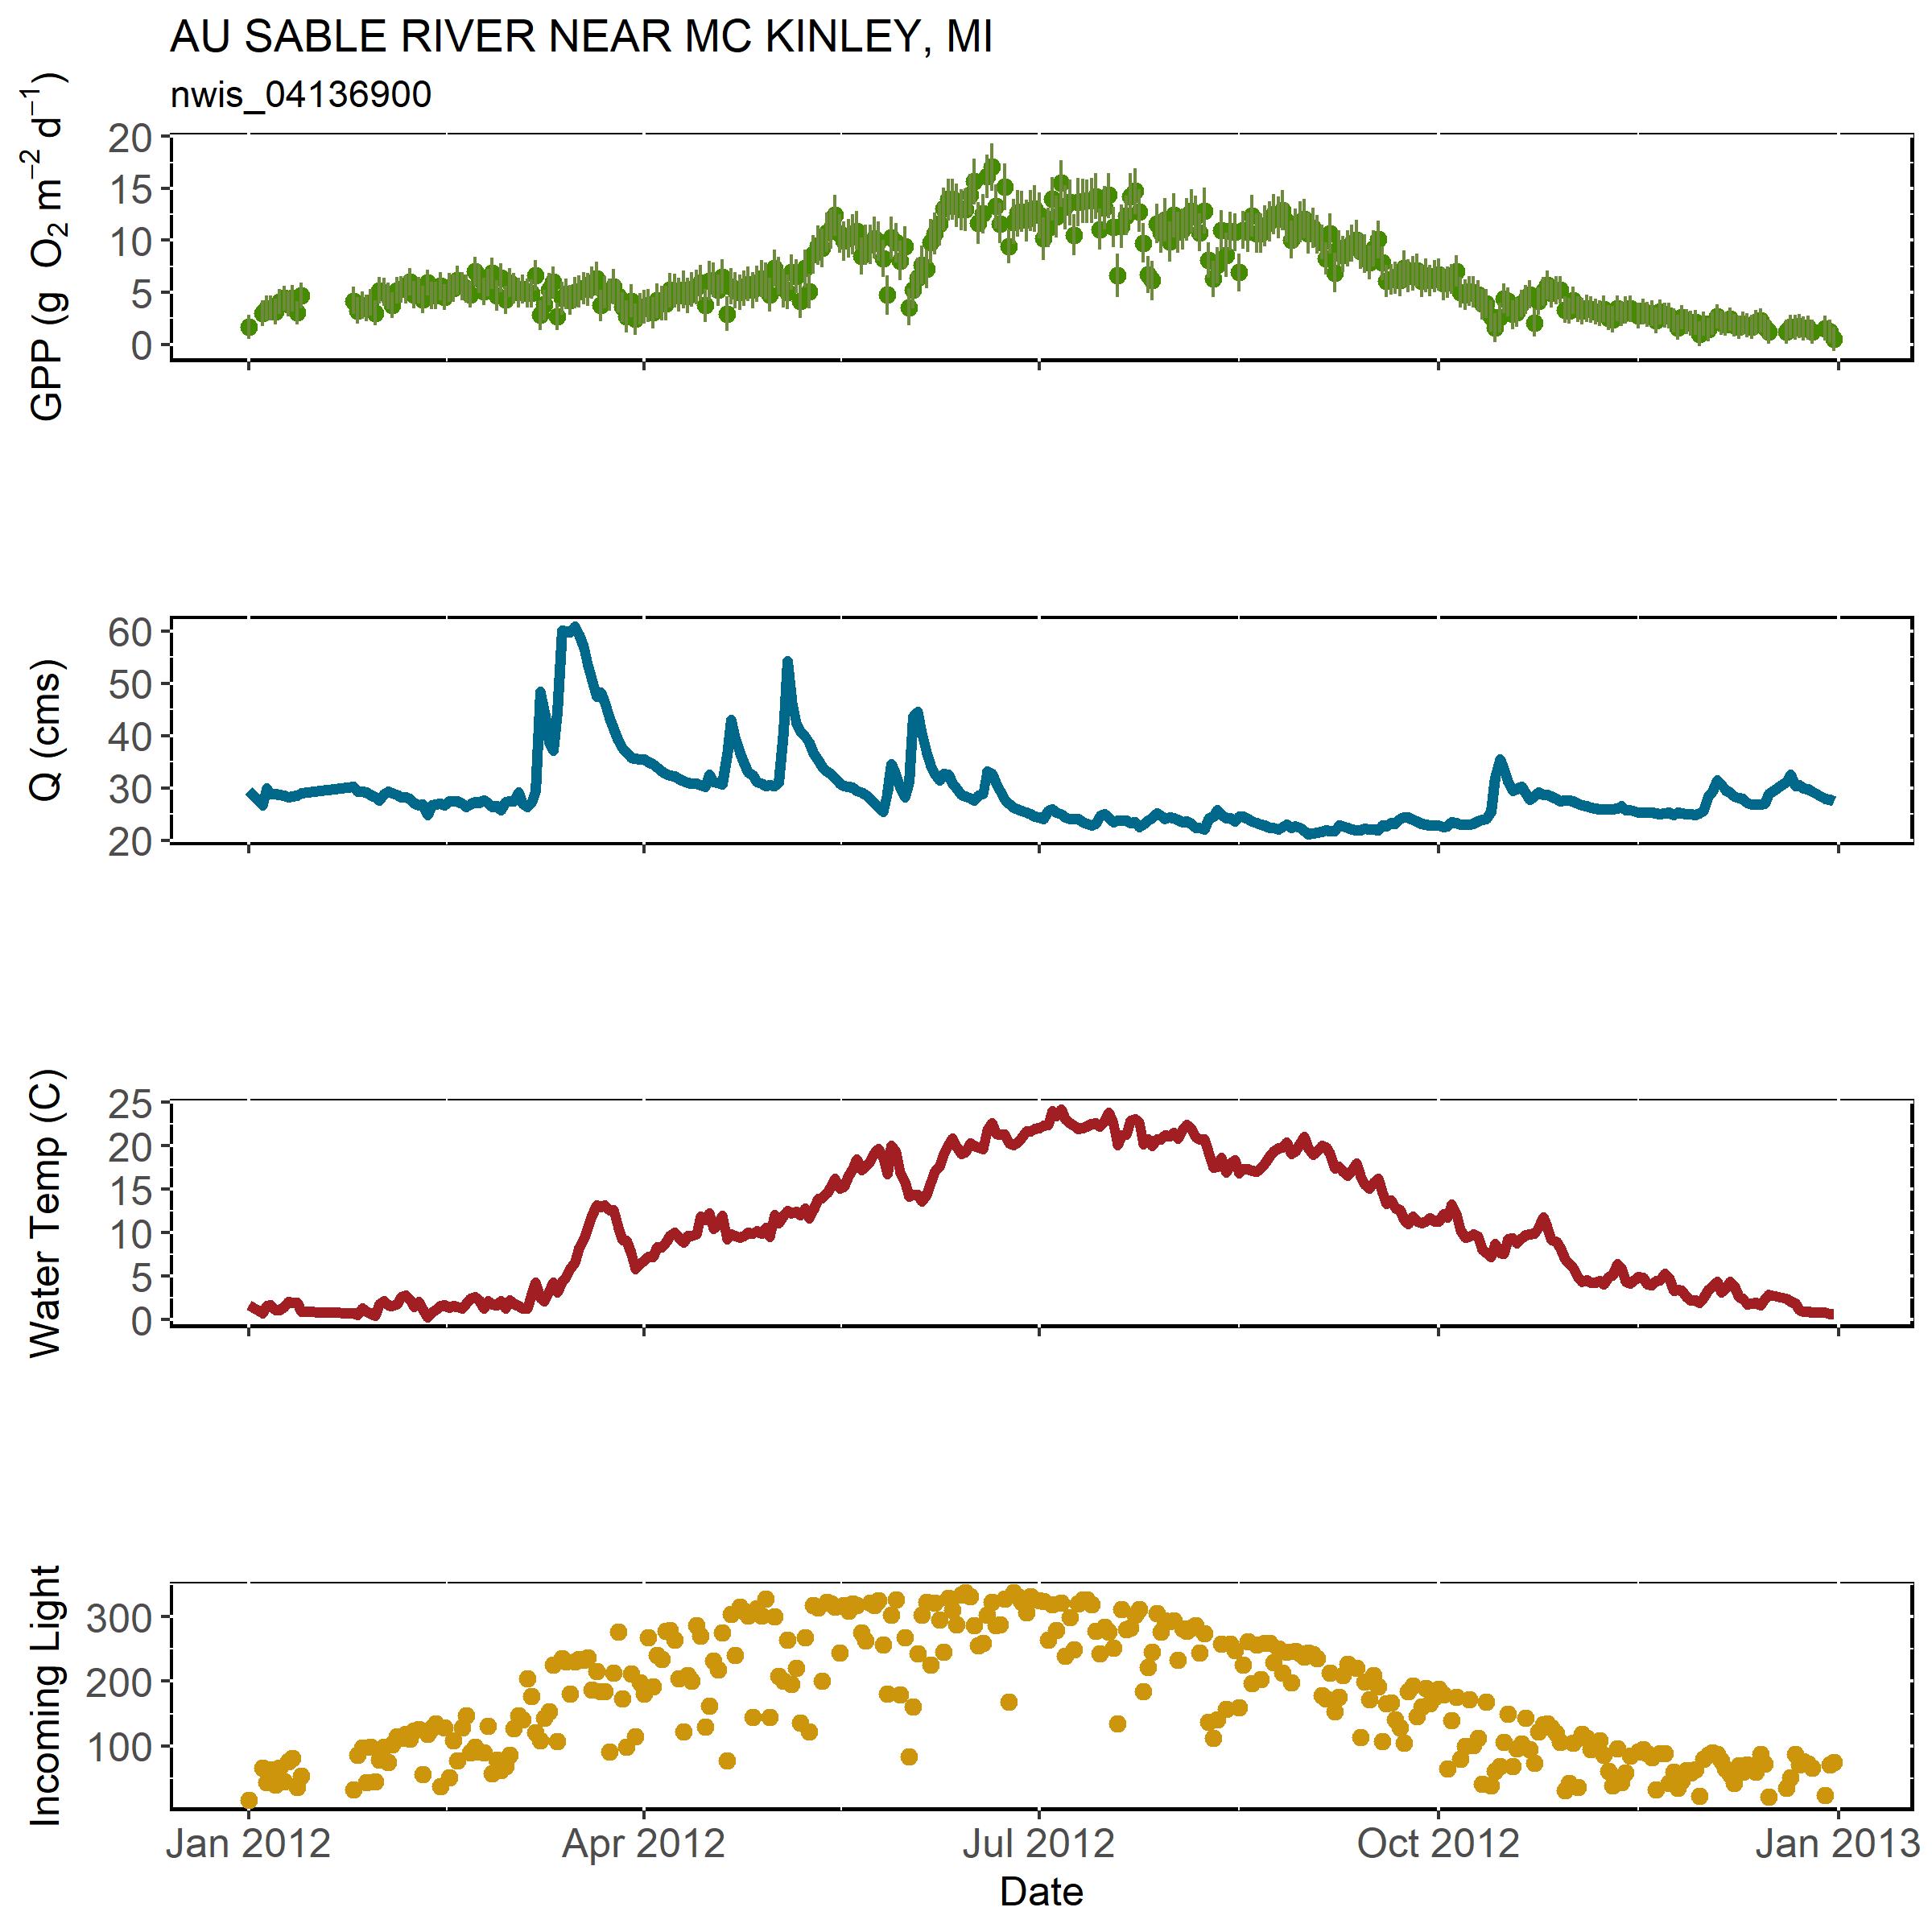 AU SABLE RIVER NEAR MC KINLEY, MI
nwis_04136900
GPP (g O₂ m⁻² d⁻¹)
20
15
10
5
0
Q (cms)
60
50
40
30
20
Water Temp (C)
25
20
15
10
5
0
Incoming Light
300
200
100
Jan 2012 Apr 2012 Jul 2012 Oct 2012 Jan 2013
Date